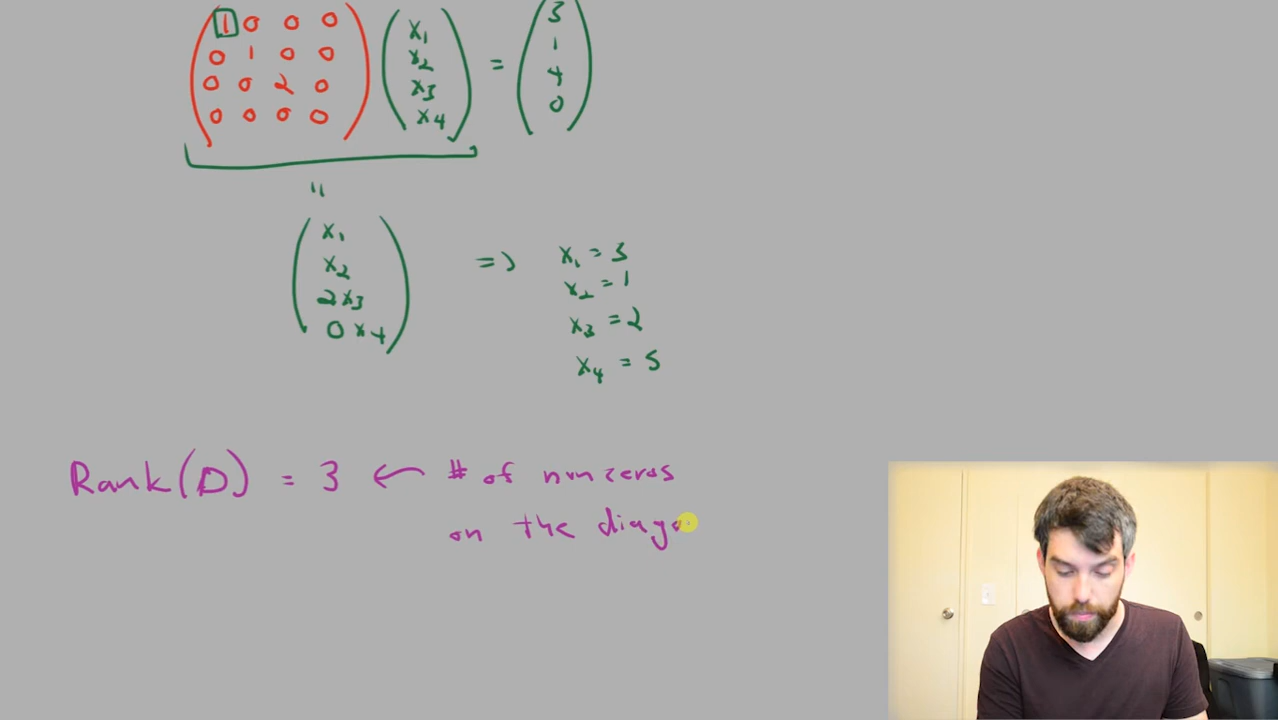 ( 1 0 0 0 ) ( x₁ ) = ( 3 )
( 0 1 0 0 ) ( x₂ ) ( 1 )
( 0 0 2 0 ) ( x₃ ) ( 4 )
( 0 0 0 0 ) ( x₄ ) ( 0 )
"
( x₁ )
( x₂ )
( 2x₃ )
( 0x₄ )
=> x₁ = 3
x₂ = 1
x₃ = 2
x₄ = 5
Rank(D) = 3 ← # of nonzeros
on the diago